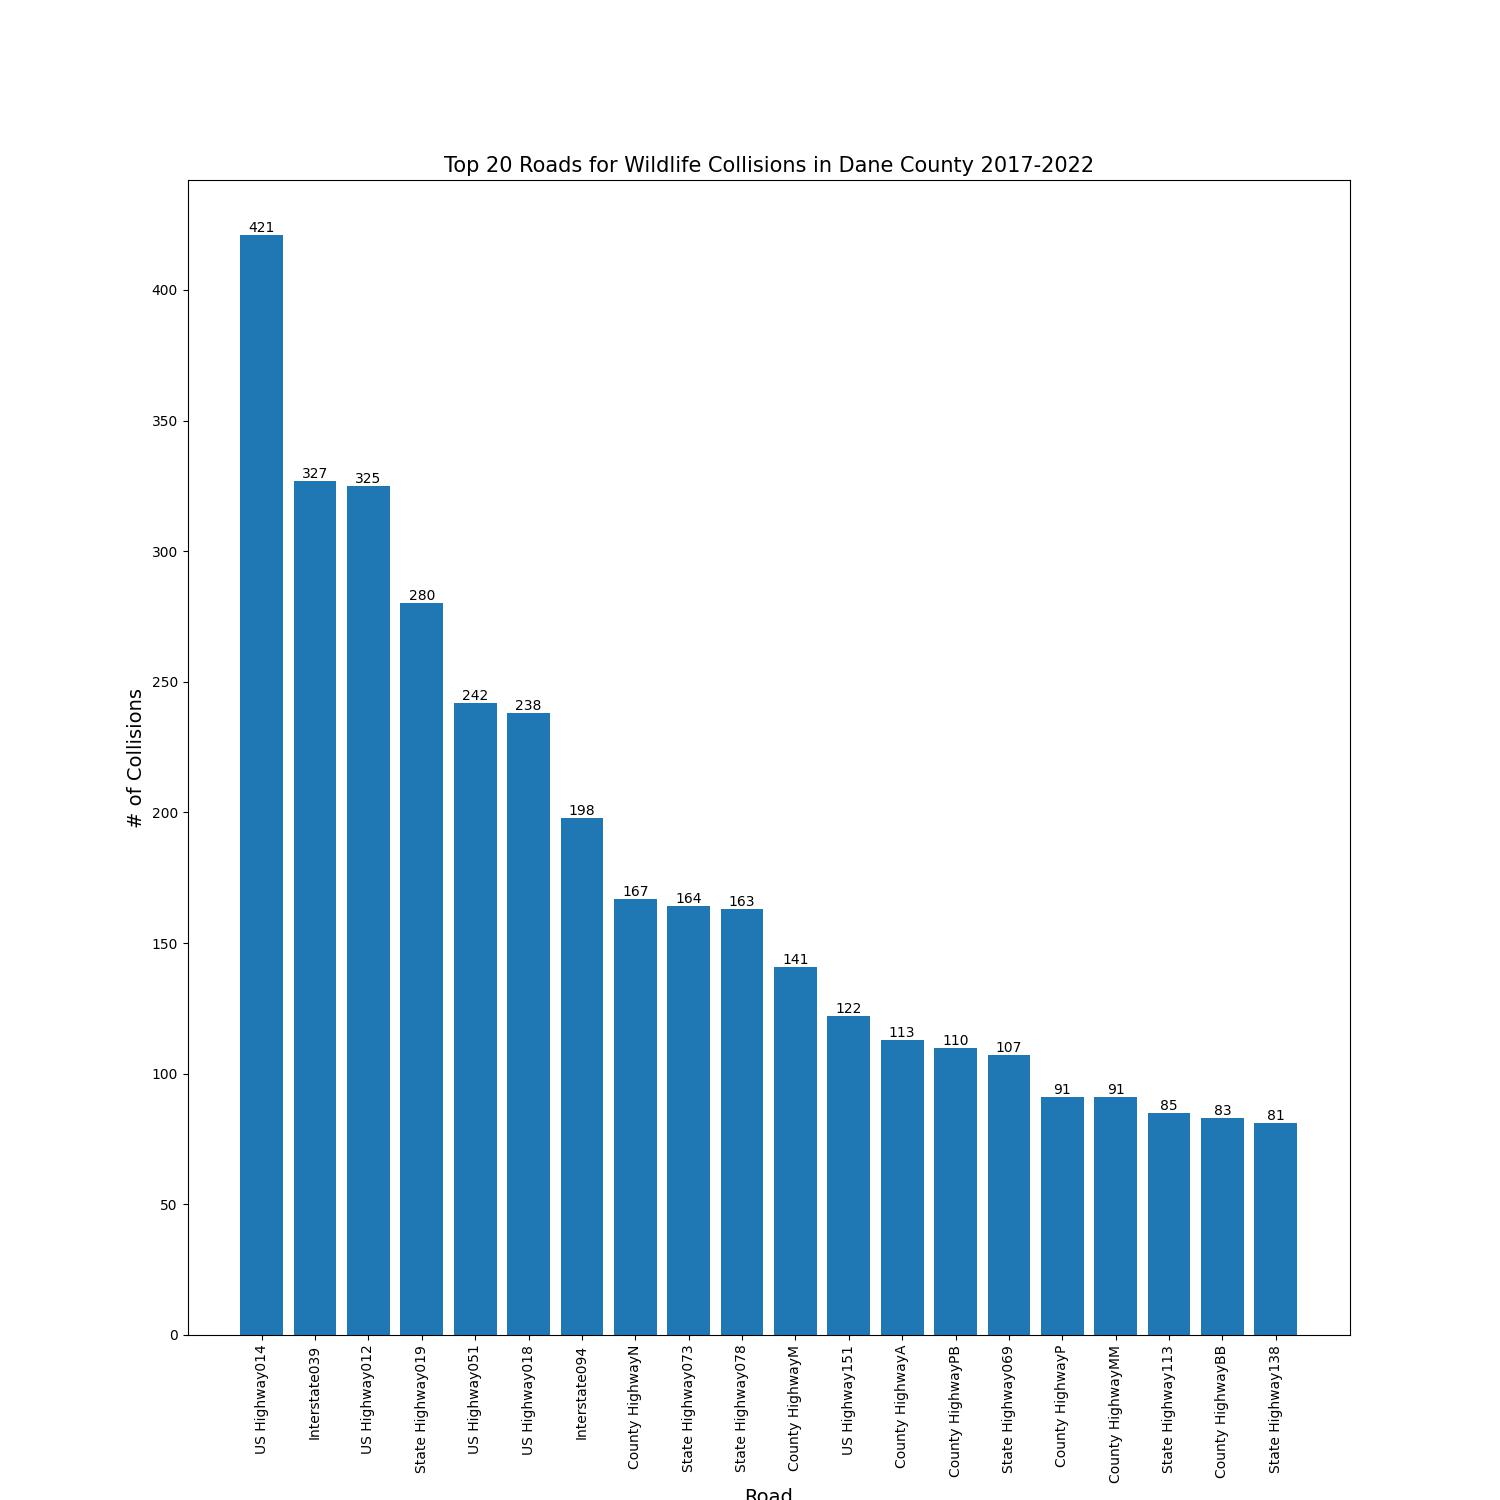 Top 20 Roads for Wildlife Collisions in Dane County 2017-2022
# of Collisions
400
350
300
250
200
150
100
50
0
421
327
325
280
242
238
198
167
164
163
141
122
113
110
107
91
91
85
83
81
US Highway014
Interstate039
US Highway012
State Highway019
US Highway051
US Highway018
Interstate094
County HighwayN
State Highway073
State Highway078
County HighwayM
US Highway151
County HighwayA
County HighwayPB
State Highway069
County HighwayP
County HighwayMM
State Highway113
County HighwayBB
State Highway138
Road